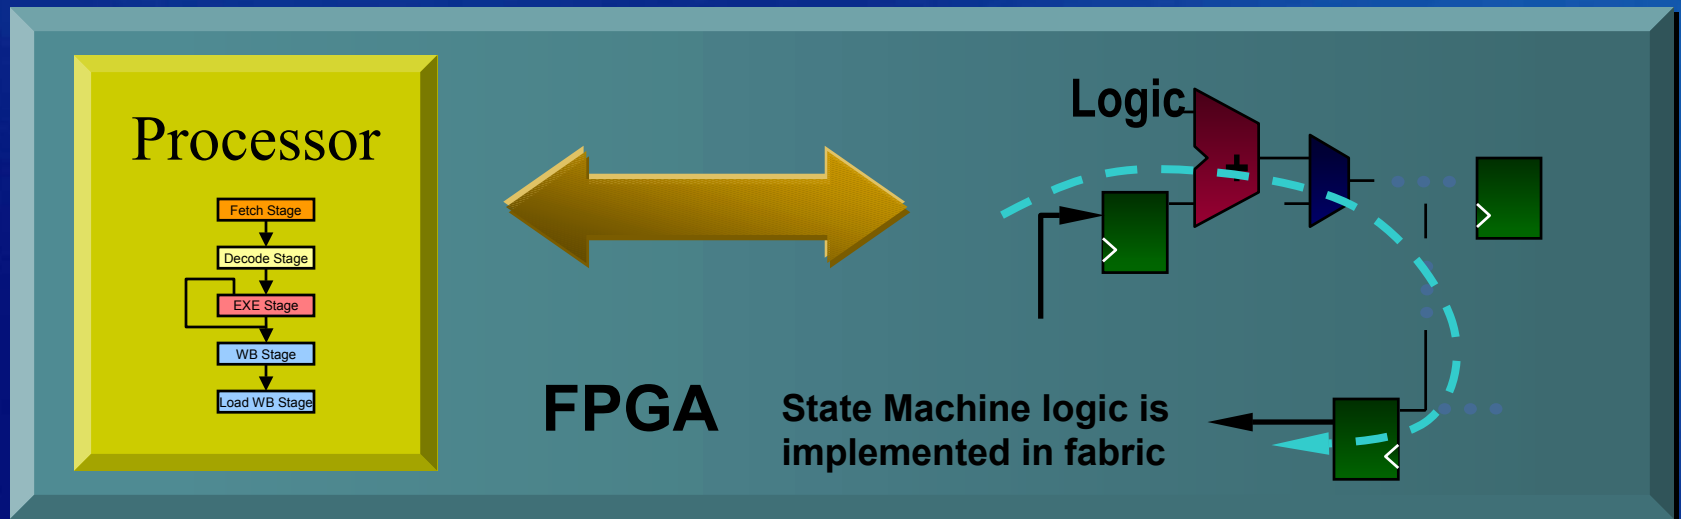 Processor
Fetch Stage
Decode Stage
EXE Stage
WB Stage
Load WB Stage
FPGA
Logic
+
State Machine logic is
implemented in fabric